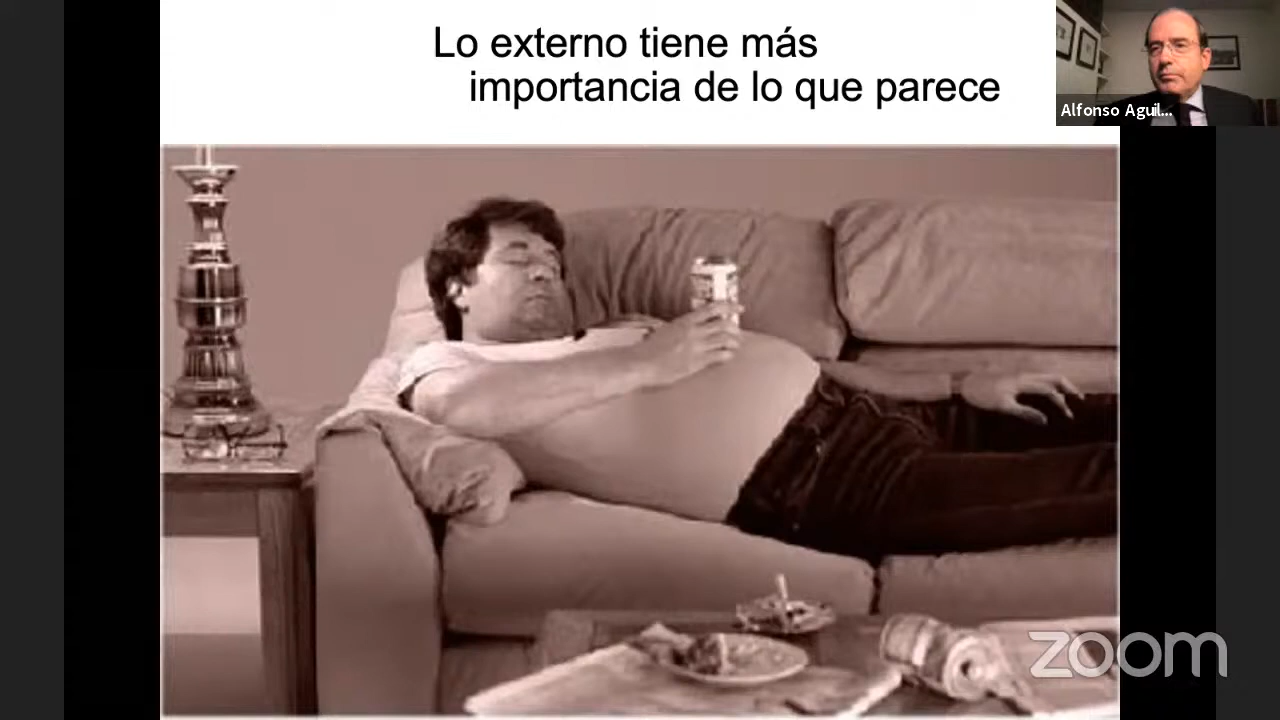 Lo externo tiene más
importancia de lo que parece
Alfonso Aguil...
zoom